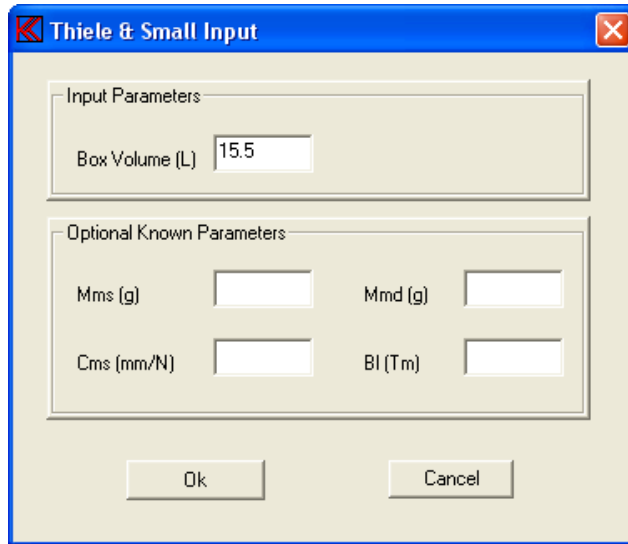 Thiele & Small Input
Input Parameters
Box Volume (L) 15.5
Optional Known Parameters
Mms (g) Mmd (g)
Cms (mm/N) Bl (Tm)
Ok Cancel